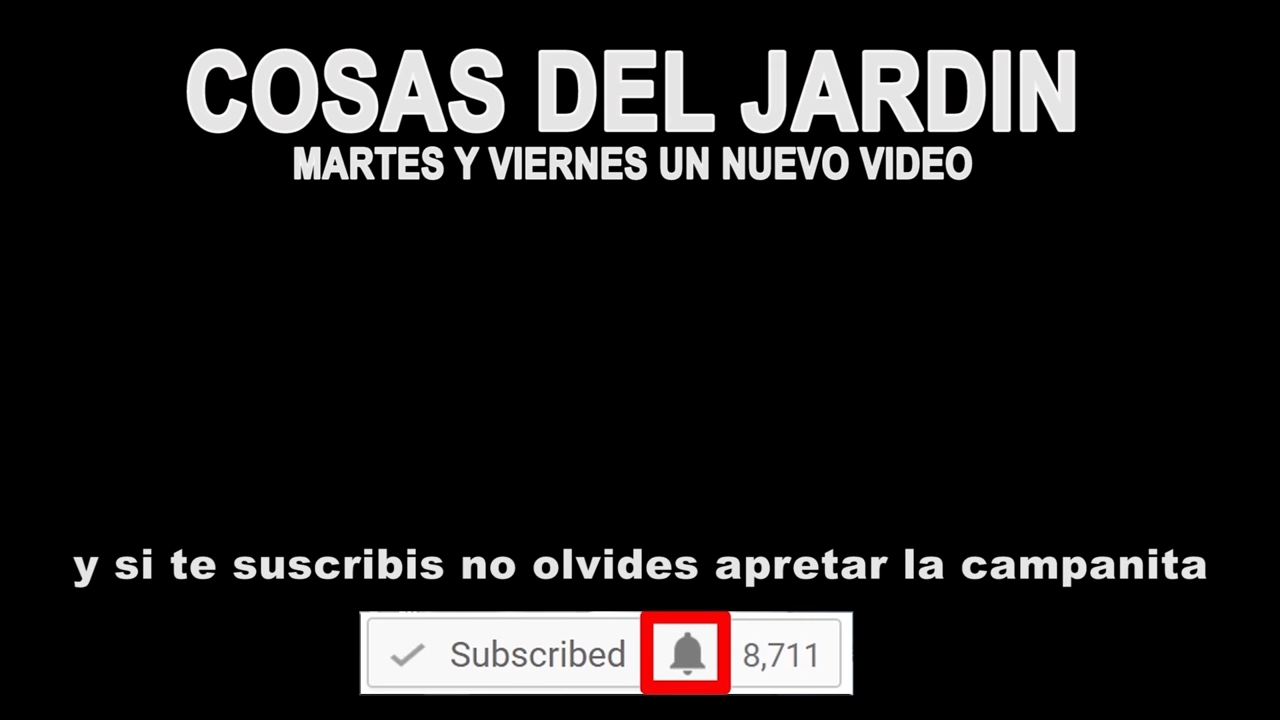 COSAS DEL JARDIN
MARTES Y VIERNES UN NUEVO VIDEO
y si te suscribis no olvides apretar la campanita
Subscribed 8,711